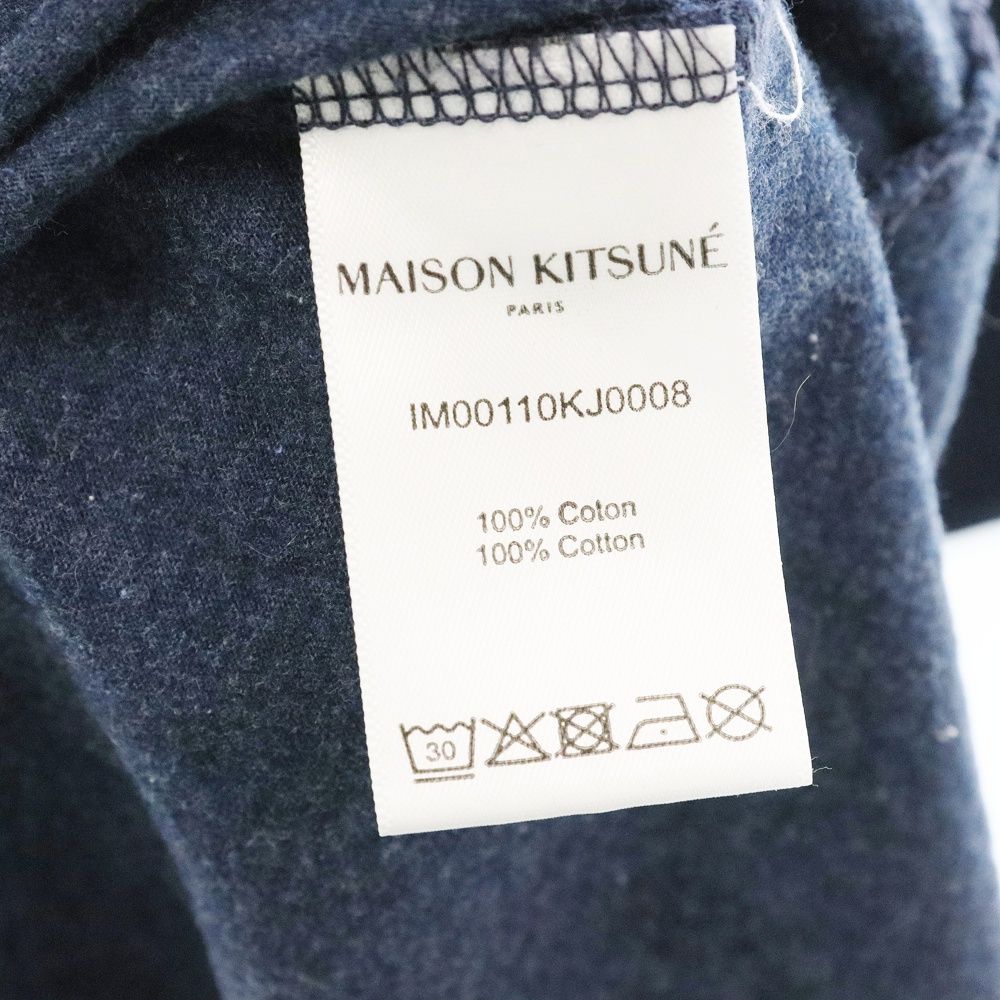 MAISON KITSUNÉ
PARIS
IM00110KJ0008
100% Coton
100% Cotton
30